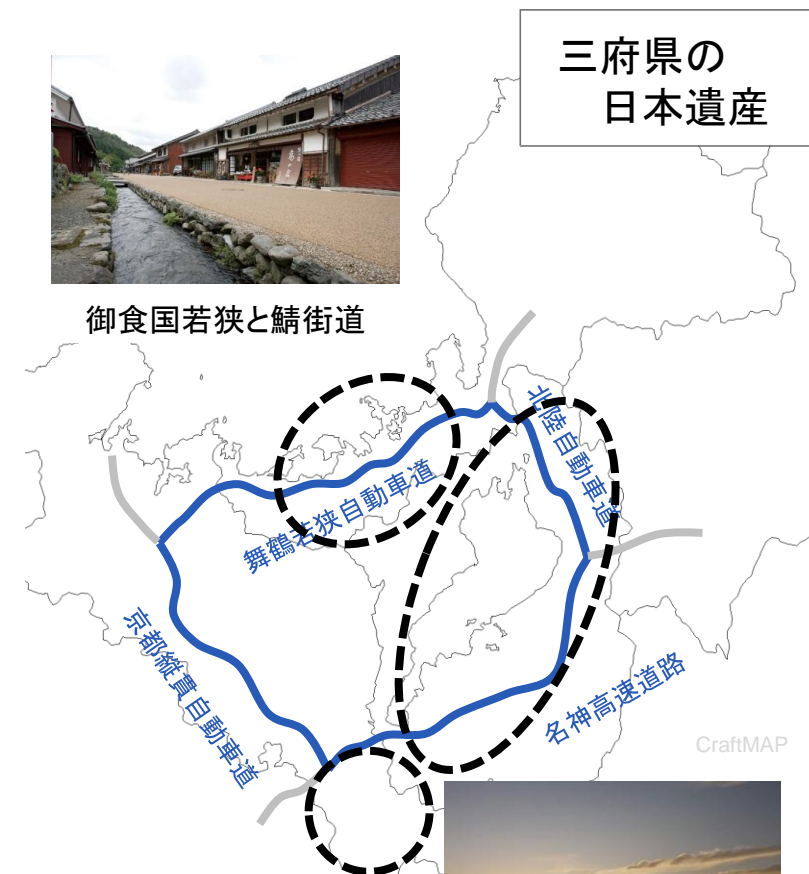 三府県の
日本遺産
御食国若狭と鯖街道
北陸自動車道
舞鶴若狭自動車道
京都縦貫自動車道
名神高速道路
CraftMAP